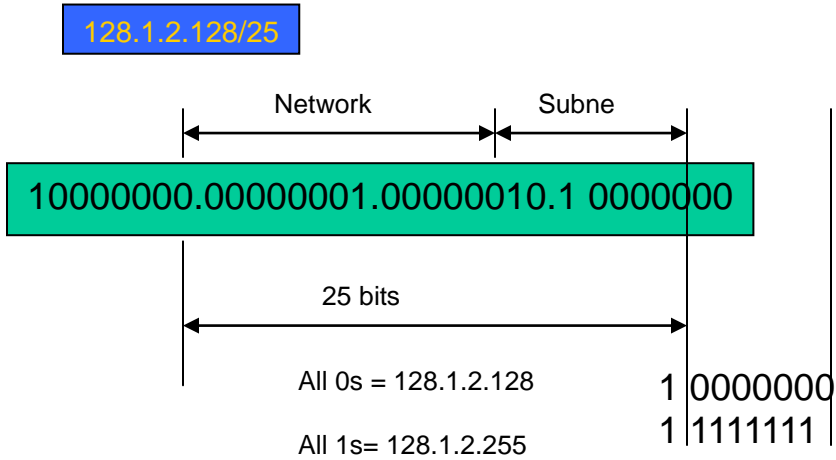 128.1.2.128/25
Network Subne
10000000.00000001.00000010.1 0000000
25 bits
All 0s = 128.1.2.128
1 0000000
All 1s= 128.1.2.255
1 1111111